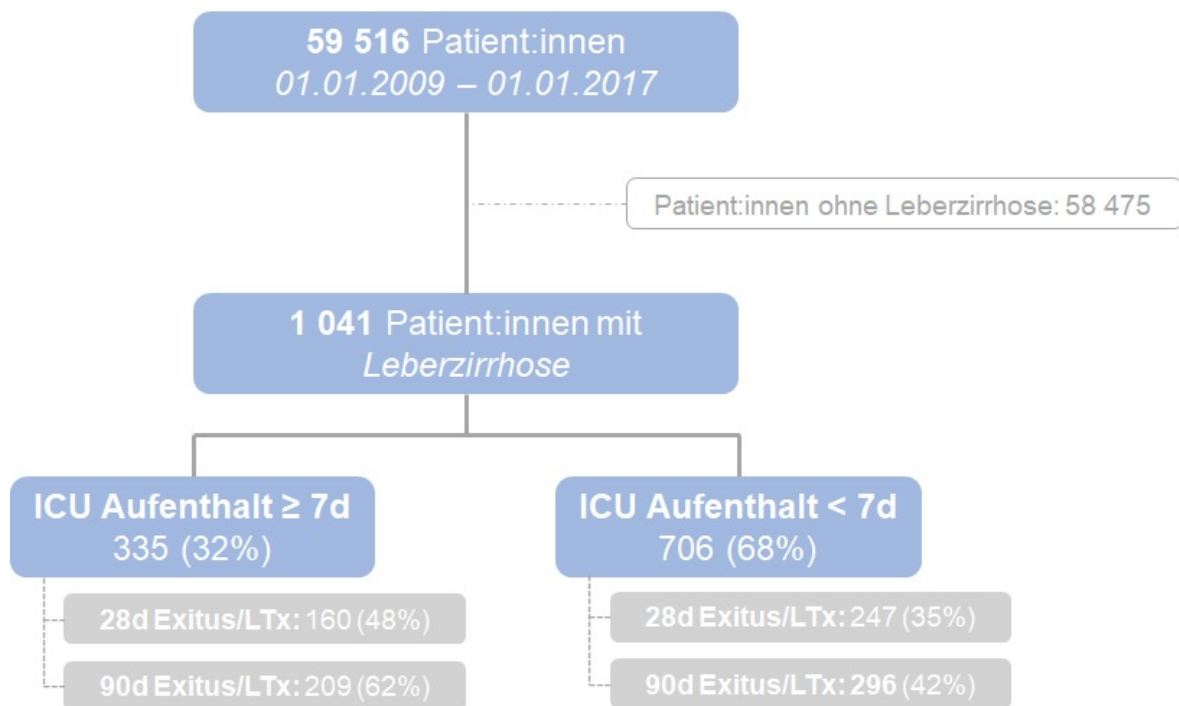 59 516 Patient:innen
01.01.2009 – 01.01.2017
Patient:innen ohne Leberzirrhose: 58 475
1 041 Patient:innen mit
Leberzirrhose
ICU Aufenthalt ≥ 7d
335 (32%)
28d Exitus/LTx: 160 (48%)
90d Exitus/LTx: 209 (62%)
ICU Aufenthalt < 7d
706 (68%)
28d Exitus/LTx: 247 (35%)
90d Exitus/LTx: 296 (42%)